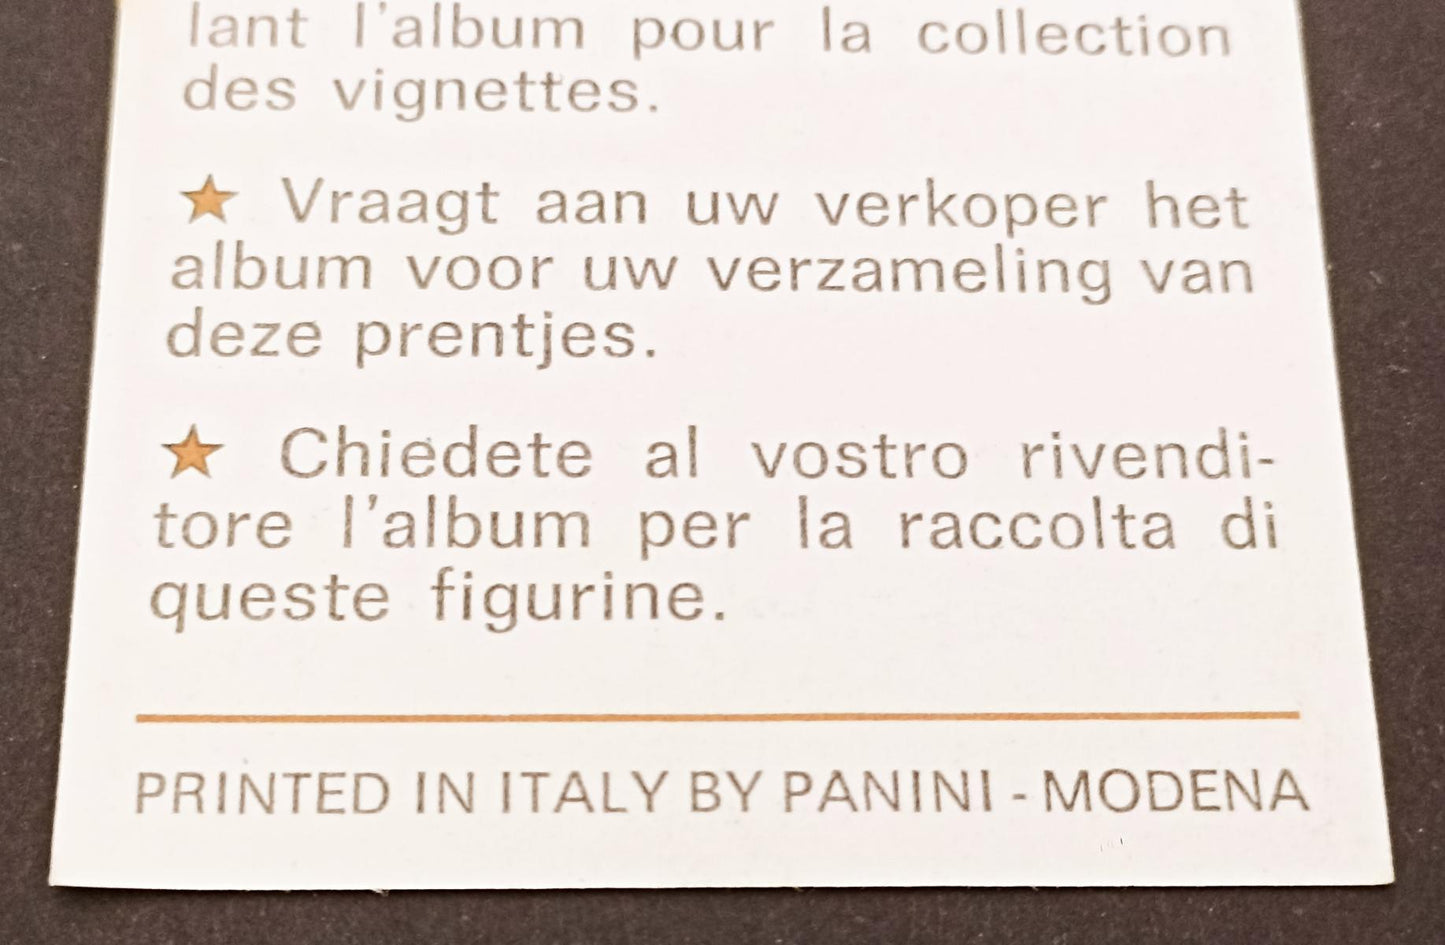 lant l'album pour la collection
des vignettes.
★ Vraagt aan uw verkoper het
album voor uw verzameling van
deze prentjes.
★ Chiedete al vostro rivendi-
tore l'album per la raccolta di
queste figurine.
PRINTED IN ITALY BY PANINI - MODENA